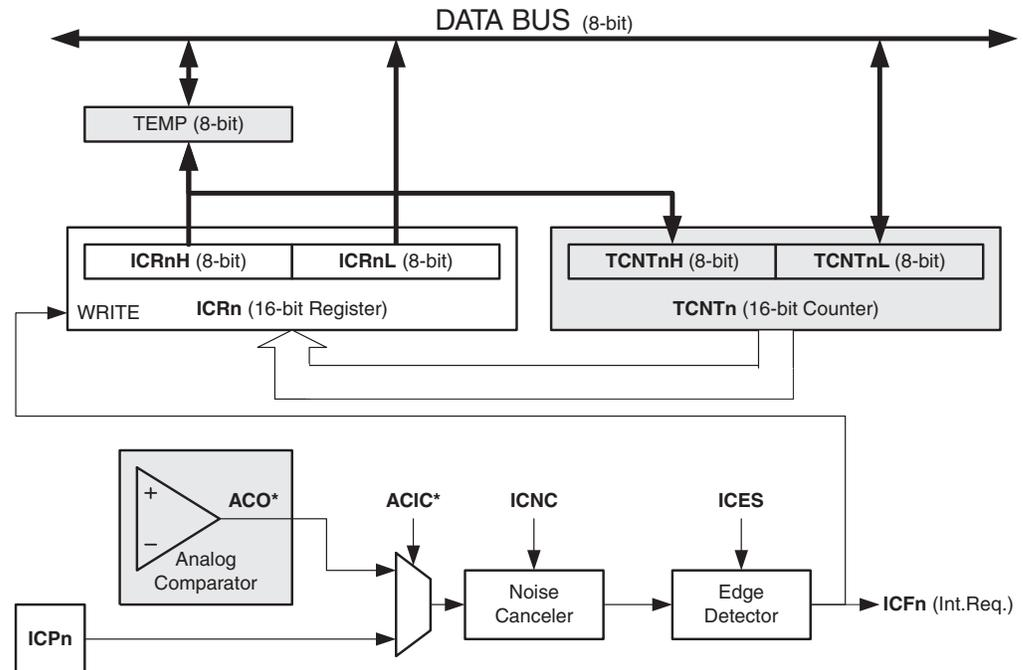 DATA BUS (8-bit)
TEMP (8-bit)
ICRnH (8-bit)
ICRnL (8-bit)
TCNTnH (8-bit)
TCNTnL (8-bit)
WRITE
ICRn (16-bit Register)
TCNTn (16-bit Counter)
+
−
ACO*
Analog
Comparator
ACIC*
ICNC
ICES
Noise
Canceler
Edge
Detector
ICFn (Int.Req.)
ICPn